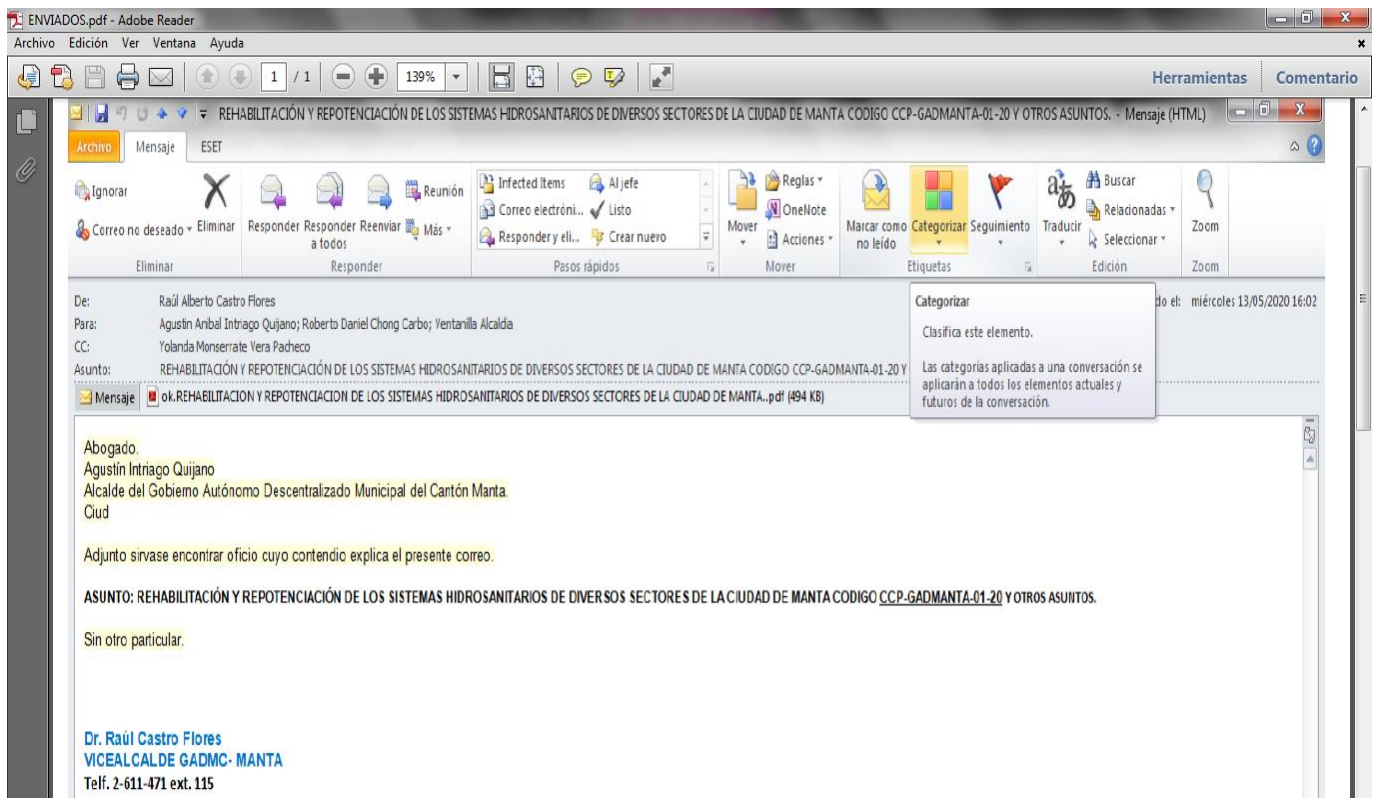 ENVIADOS.pdf - Adobe Reader
Archivo Edición Ver Ventana Ayuda
1 / 1 139% Herramientas Comentario
REHABILITACIÓN Y REPOTENCIACIÓN DE LOS SISTEMAS HIDROSANITARIOS DE DIVERSOS SECTORES DE LA CIUDAD DE MANTA CODIGO CCP-GADMANTA-01-20 Y OTROS ASUNTOS. - Mensaje (HTML)
Archivo Mensaje ESET
Ignorar
Correo no deseado
Eliminar
Eliminar
Responder
Responder a todos
Reenviar
Reunión
Más
Responder
Infected Items Al jefe
Correo electróni... Listo
Responder y eli... Crear nuevo
Pasos rápidos
Mover
Reglas
OneNote
Acciones
Mover
Marcar como no leído
Categorizar
Seguimiento
Etiquetas
Traducir
Buscar
Relacionadas
Seleccionar
Edición
Zoom
Zoom
De: Raúl Alberto Castro Flores do el: miércoles 13/05/2020 16:02
Para: Agustin Anibal Intriago Quijano; Roberto Daniel Chong Carbo; Ventanilla Alcaldia
CC: Yolanda Monserrate Vera Pacheco
Asunto: REHABILITACIÓN Y REPOTENCIACIÓN DE LOS SISTEMAS HIDROSANITARIOS DE DIVERSOS SECTORES DE LA CIUDAD DE MANTA CODIGO CCP-GADMANTA-01-20 Y
Categorizar
Clasifica este elemento.
Las categorías aplicadas a una conversación se
aplicarán a todos los elementos actuales y
futuros de la conversación.
Mensaje ok.REHABILITACION Y REPOTENCIACION DE LOS SISTEMAS HIDROSANITARIOS DE DIVERSOS SECTORES DE LA CIUDAD DE MANTA..pdf (494 KB)
Abogado.
Agustín Intriago Quijano
Alcalde del Gobierno Autónomo Descentralizado Municipal del Cantón Manta.
Ciud
Adjunto sirvase encontrar oficio cuyo contendio explica el presente correo.
ASUNTO: REHABILITACIÓN Y REPOTENCIACIÓN DE LOS SISTEMAS HIDROSANITARIOS DE DIVERSOS SECTORES DE LA CIUDAD DE MANTA CODIGO CCP-GADMANTA-01-20 Y OTROS ASUNTOS.
Sin otro particular.
Dr. Raúl Castro Flores
VICEALCALDE GADMC- MANTA
Telf. 2-611-471 ext. 115